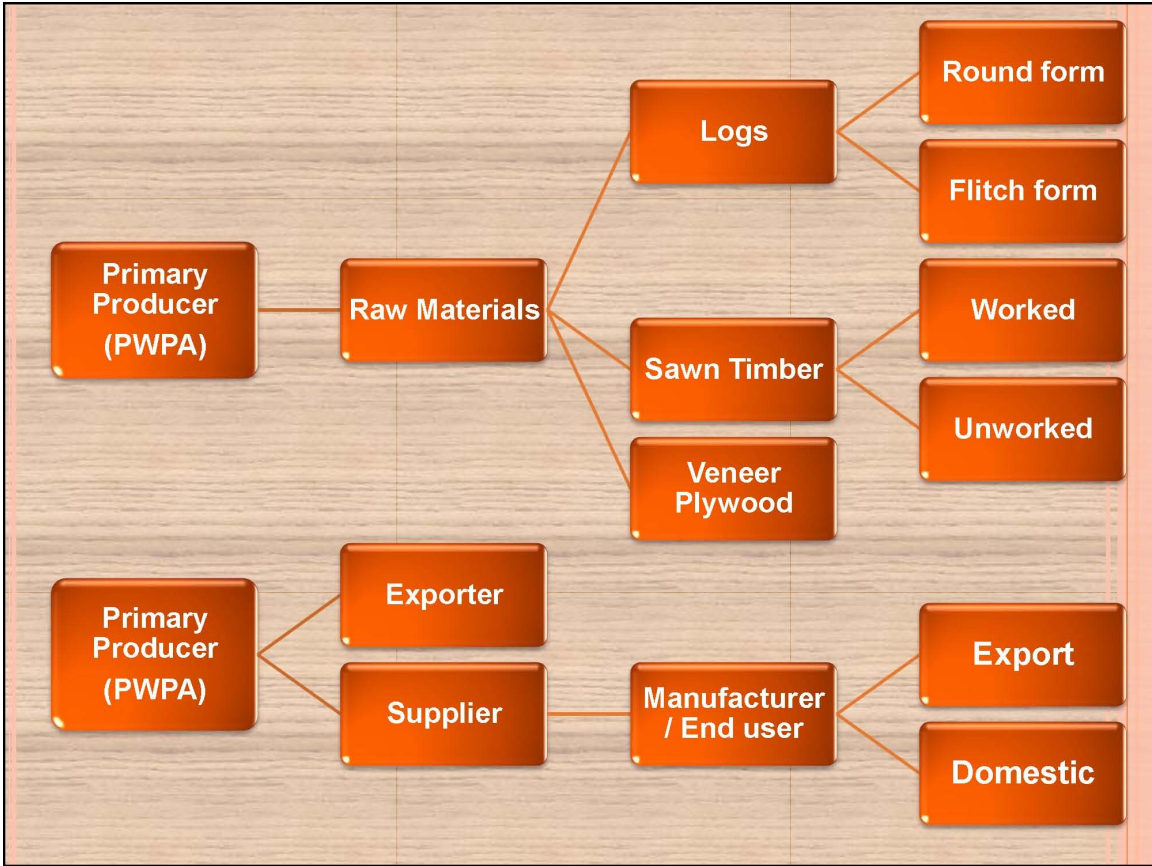 Primary
Producer
(PWPA)
Raw Materials
Logs
Round form
Flitch form
Sawn Timber
Worked
Unworked
Veneer
Plywood
Primary
Producer
(PWPA)
Exporter
Supplier
Manufacturer
/ End user
Export
Domestic